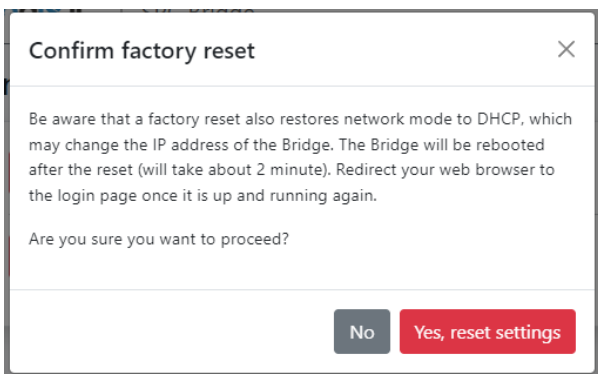 SPC Bridge
Confirm factory reset
Be aware that a factory reset also restores network mode to DHCP, which
may change the IP address of the Bridge. The Bridge will be rebooted
after the reset (will take about 2 minute). Redirect your web browser to
the login page once it is up and running again.
Are you sure you want to proceed?
No
Yes, reset settings